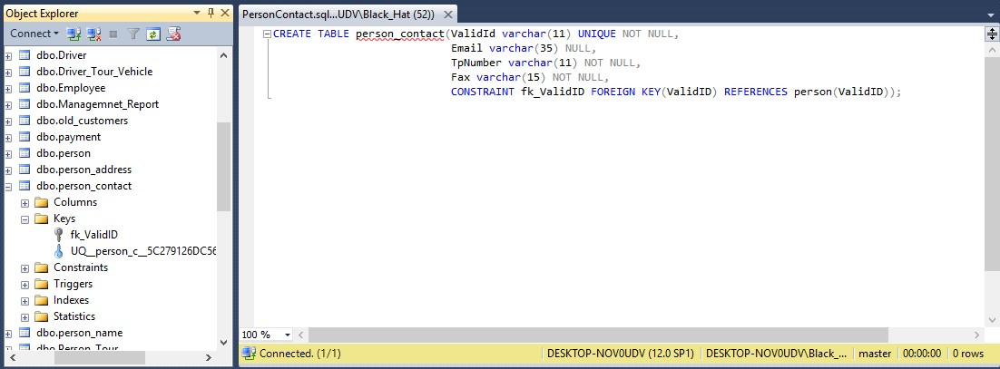 Object Explorer
Connect
dbo.Driver
dbo.Driver_Tour_Vehicle
dbo.Employee
dbo.Managemnet_Report
dbo.old_customers
dbo.payment
dbo.person
dbo.person_address
dbo.person_contact
Columns
Keys
fk_ValidID
UQ__person_c__5C279126DC56
Constraints
Triggers
Indexes
Statistics
dbo.person_name
dbo.Person_Tour
PersonContact.sql...UDV\Black_Hat (52))
CREATE TABLE person_contact(ValidId varchar(11) UNIQUE NOT NULL,
Email varchar(35) NULL,
TpNumber varchar(11) NOT NULL,
Fax varchar(15) NOT NULL,
CONSTRAINT fk_ValidID FOREIGN KEY(ValidID) REFERENCES person(ValidID));
100 %
Connected. (1/1) DESKTOP-NOV0UDV (12.0 SP1) DESKTOP-NOV0UDV\Black_... master 00:00:00 0 rows